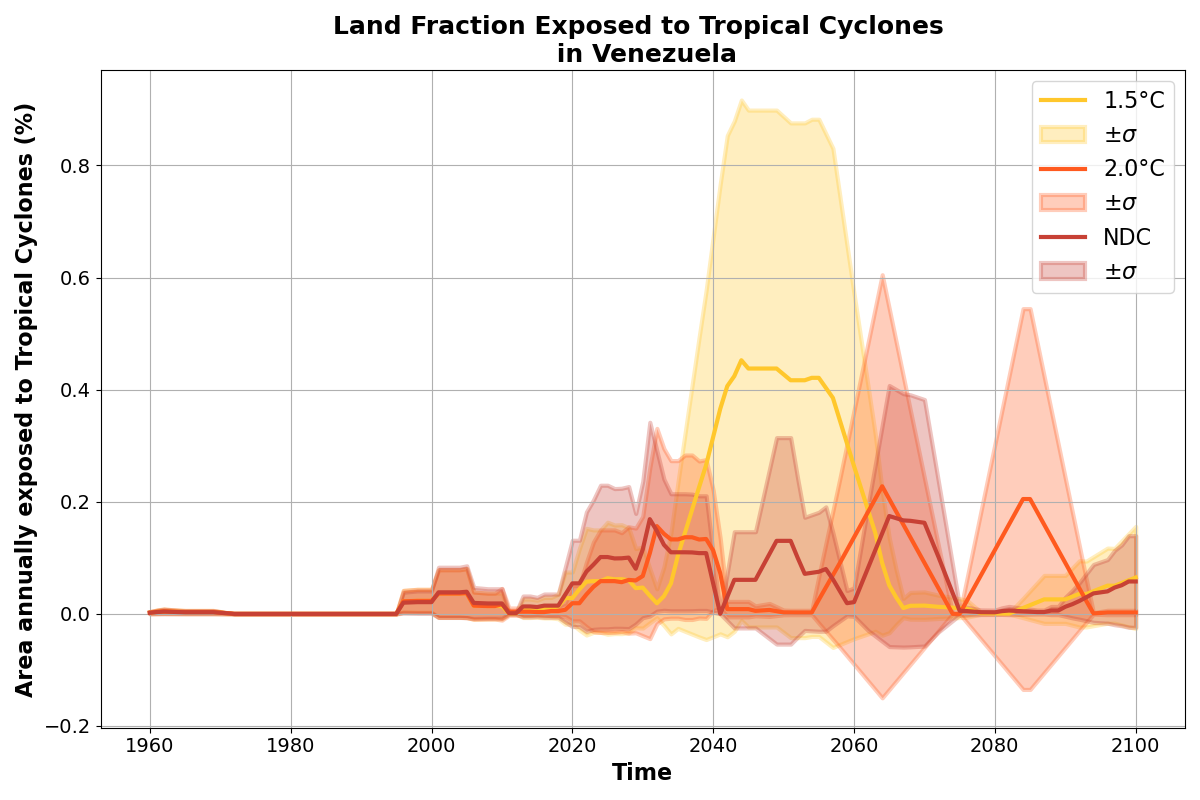 Land Fraction Exposed to Tropical Cyclones
in Venezuela
Area annually exposed to Tropical Cyclones (%)
0.8
0.6
0.4
0.2
0.0
−0.2
1960
1980
2000
2020
2040
2060
2080
2100
Time
1.5°C
±σ
2.0°C
±σ
NDC
±σ